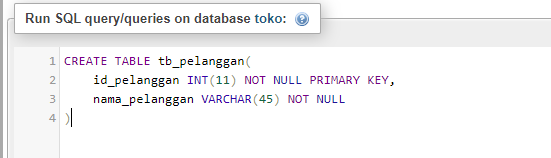 Run SQL query/queries on database toko:
1 CREATE TABLE tb_pelanggan(
2 id_pelanggan INT(11) NOT NULL PRIMARY KEY,
3 nama_pelanggan VARCHAR(45) NOT NULL
4 )